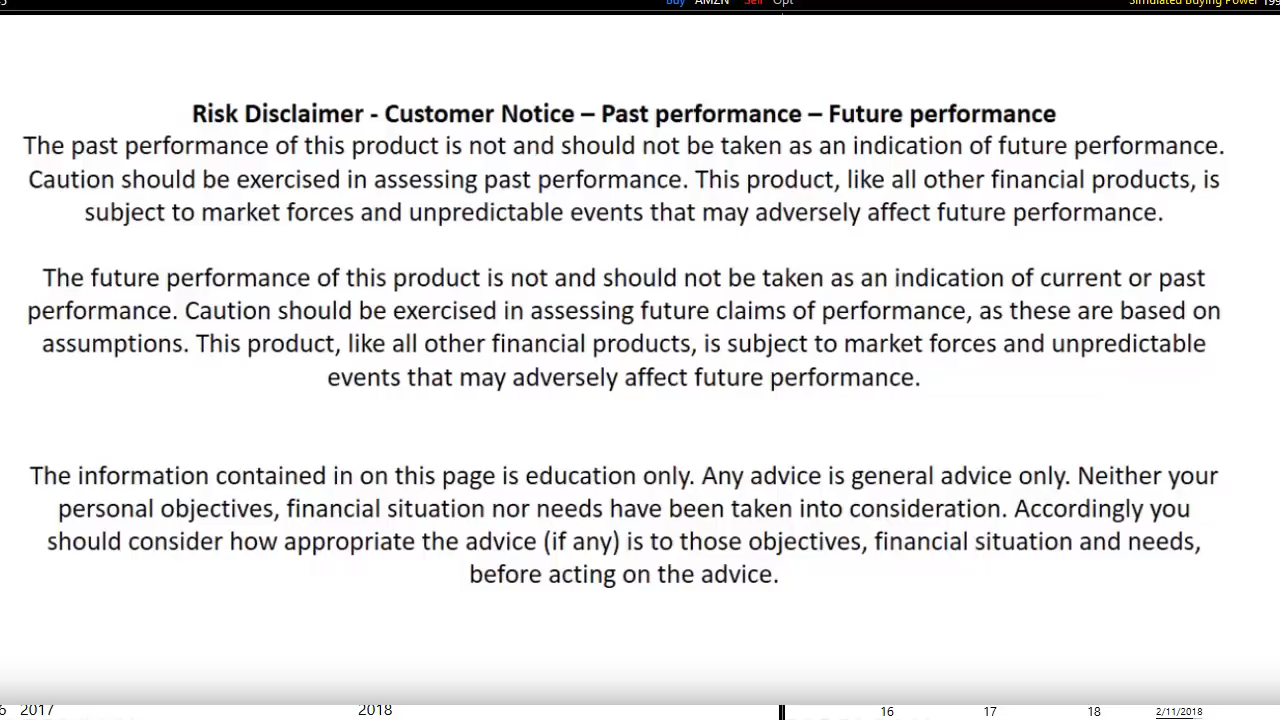 Buy AMZN Sell Opt Simulated Buying Power
Risk Disclaimer - Customer Notice – Past performance – Future performance
The past performance of this product is not and should not be taken as an indication of future performance.
Caution should be exercised in assessing past performance. This product, like all other financial products, is
subject to market forces and unpredictable events that may adversely affect future performance.
The future performance of this product is not and should not be taken as an indication of current or past
performance. Caution should be exercised in assessing future claims of performance, as these are based on
assumptions. This product, like all other financial products, is subject to market forces and unpredictable
events that may adversely affect future performance.
The information contained in on this page is education only. Any advice is general advice only. Neither your
personal objectives, financial situation nor needs have been taken into consideration. Accordingly you
should consider how appropriate the advice (if any) is to those objectives, financial situation and needs,
before acting on the advice.
2017 2018 16 17 18 2/11/2018